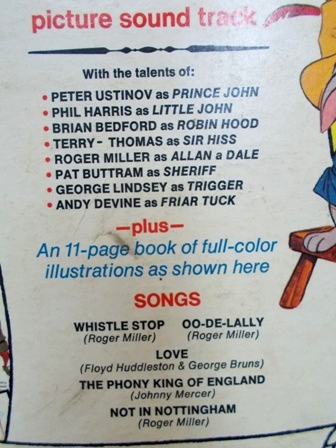 picture sound track
With the talents of:
• PETER USTINOV as PRINCE JOHN
• PHIL HARRIS as LITTLE JOHN
• BRIAN BEDFORD as ROBIN HOOD
• TERRY- THOMAS as SIR HISS
• ROGER MILLER as ALLAN a DALE
• PAT BUTTRAM as SHERIFF
• GEORGE LINDSEY as TRIGGER
• ANDY DEVINE as FRIAR TUCK
—plus—
An 11-page book of full-color
illustrations as shown here
SONGS
WHISTLE STOP OO-DE-LALLY
(Roger Miller) (Roger Miller)
LOVE
(Floyd Huddleston & George Bruns)
THE PHONY KING OF ENGLAND
(Johnny Mercer)
NOT IN NOTTINGHAM
(Roger Miller)